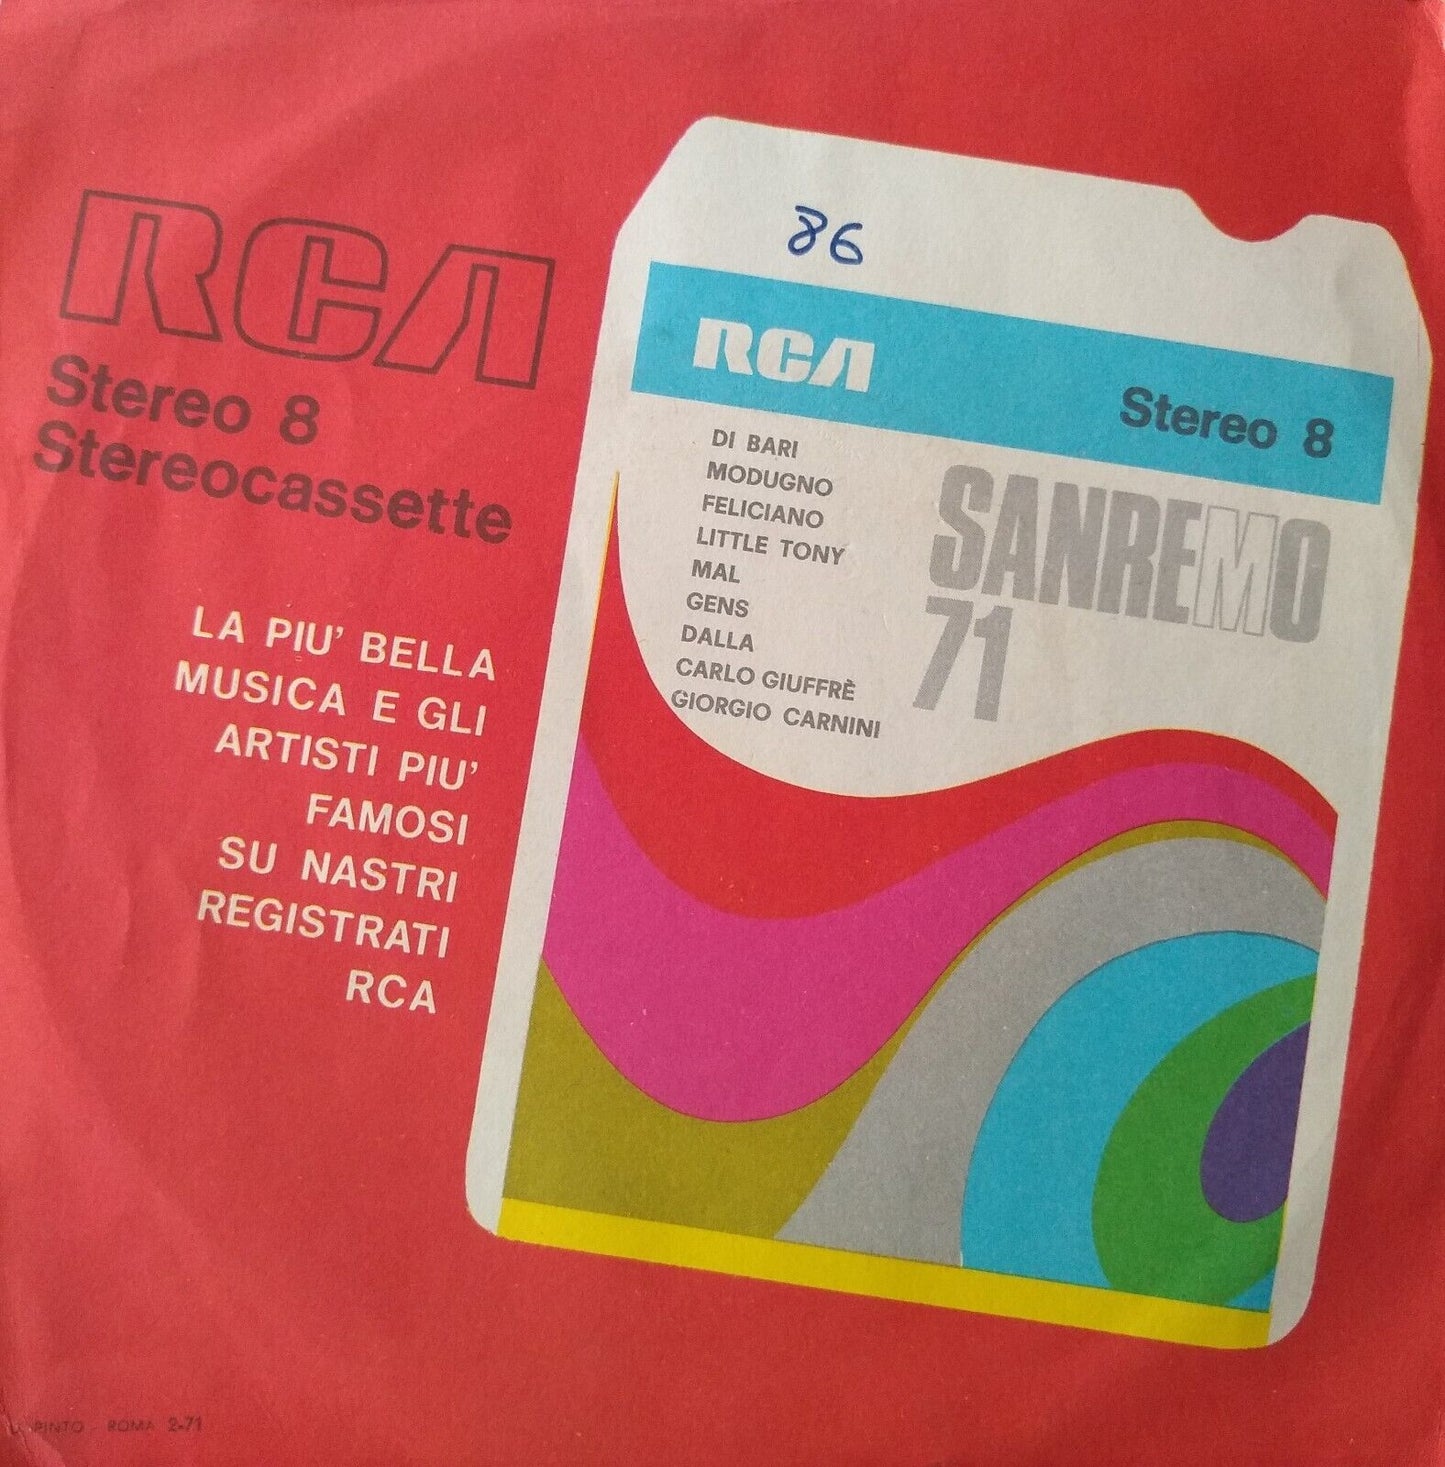 RCA
Stereo 8
Stereocassette
LA PIU' BELLA
MUSICA E GLI
ARTISTI PIU'
FAMOSI
SU NASTRI
REGISTRATI
RCA
86
RCA
Stereo 8
DI BARI
MODUGNO
FELICIANO
LITTLE TONY
MAL
GENS
DALLA
CARLO GIUFFRÈ
GIORGIO CARNINI
SANREMO
71
PINTO - ROMA 2-71